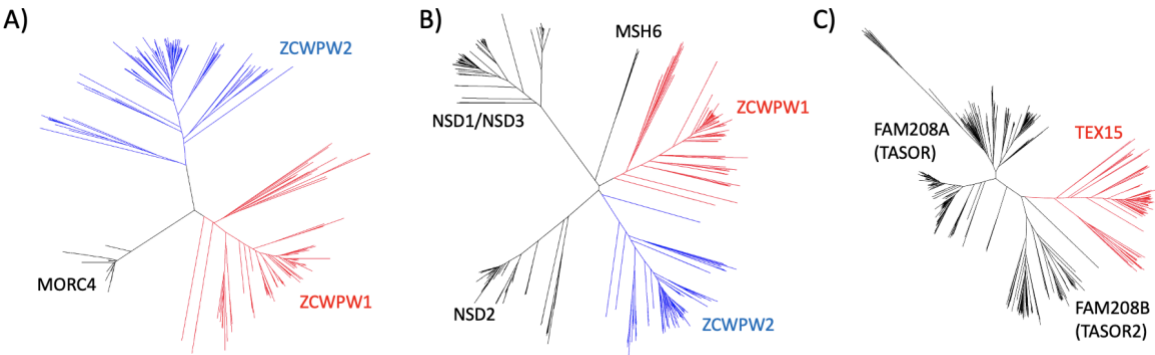 A)
ZCWPW2
MORC4
ZCWPW1
B)
MSH6
NSD1/NSD3
ZCWPW1
NSD2
ZCWPW2
C)
FAM208A
(TASOR)
TEX15
FAM208B
(TASOR2)